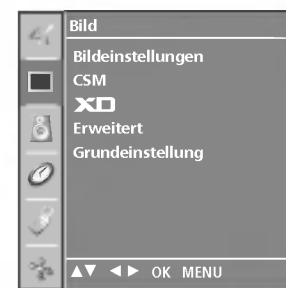 Bild
Bildeinstellungen
CSM
XD
Erweitert
Grundeinstellung
▲▼ ◀ ▶ OK MENU